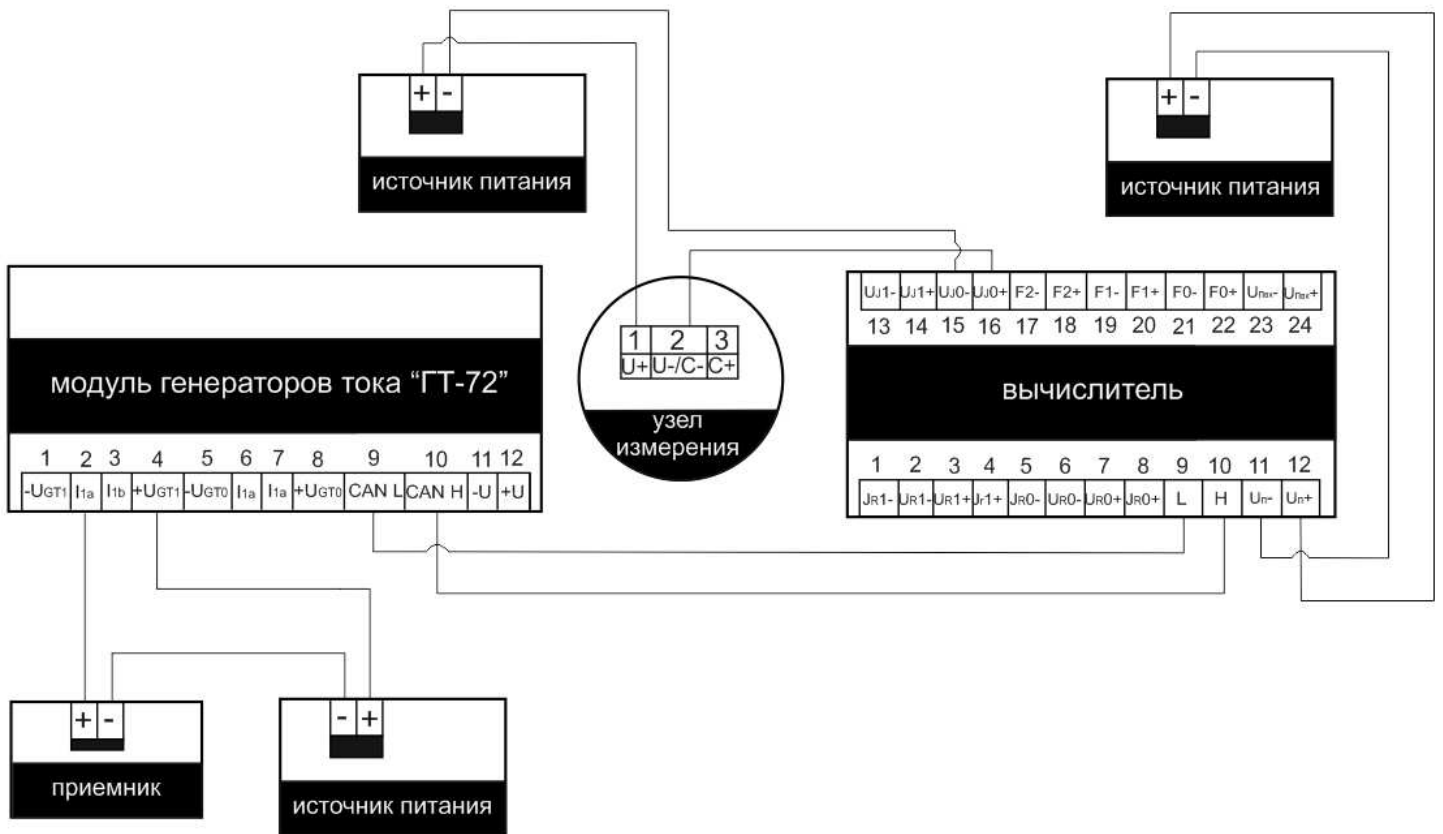 + -
источник питания
+ -
источник питания
модуль генераторов тока “ГТ-72”
1 2 3 4 5 6 7 8 9 10 11 12
-UGT1 I1a I1b +UGT1 -UGT0 I1a I1a +UGT0 CAN L CAN H -U +U
1 2 3
U+ U-/C- C+
узел
измерения
UJ1- UJ1+ UJ0- UJ0+ F2- F2+ F1- F1+ F0- F0+ Uпвх- Uпвх+
13 14 15 16 17 18 19 20 21 22 23 24
вычислитель
1 2 3 4 5 6 7 8 9 10 11 12
JR1- UR1- UR1+ Jr1+ JR0- UR0- UR0+ JR0+ L H Uп- Uп+
+ -
приемник
- +
источник питания